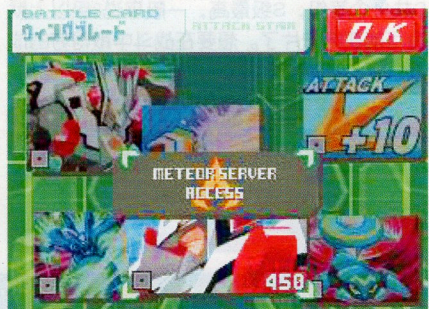 BATTLE CARD
ウィングブレード
ATTACK STAR
OK
ATTACK
+10
METEOR SERVER
ACCESS
450